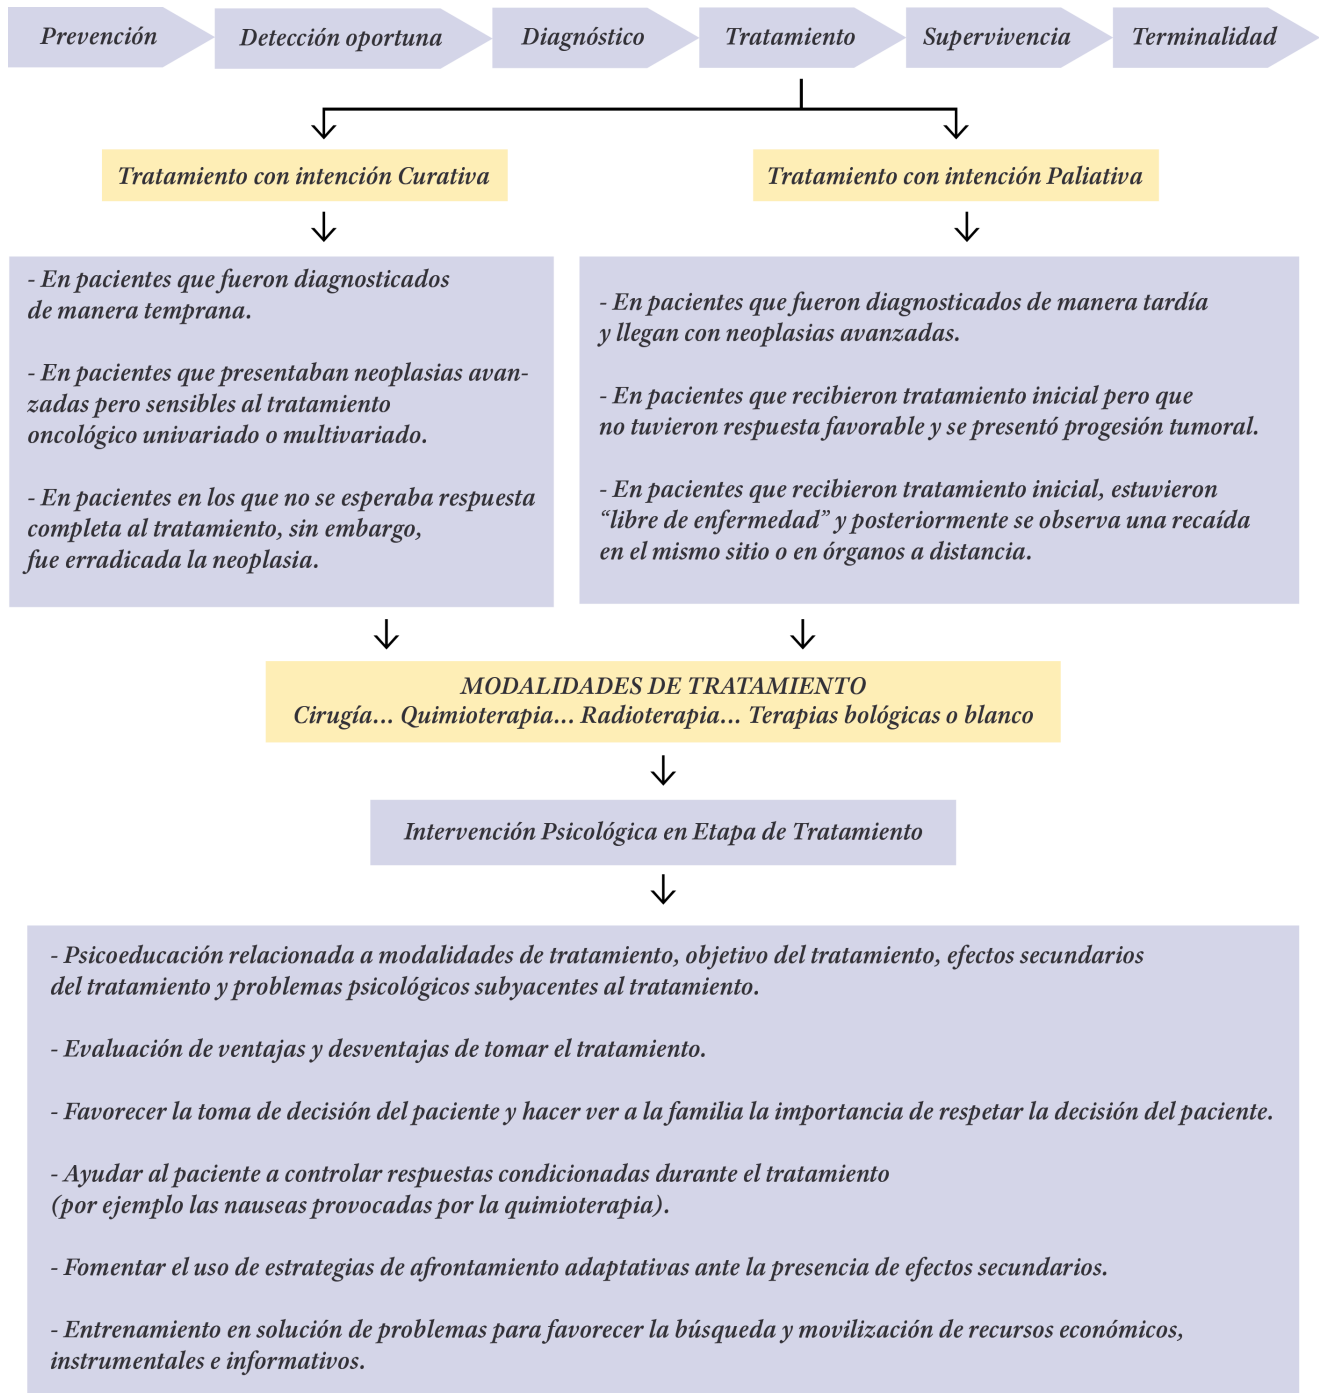 Prevención
Detección oportuna
Diagnóstico
Tratamiento
Supervivencia
Terminalidad
Tratamiento con intención Curativa
Tratamiento con intención Paliativa
- En pacientes que fueron diagnosticados
de manera temprana.
- En pacientes que presentaban neoplasias avan-
zadas pero sensibles al tratamiento
oncológico univariado o multivariado.
- En pacientes en los que no se esperaba respuesta
completa al tratamiento, sin embargo,
fue erradicada la neoplasia.
- En pacientes que fueron diagnosticados de manera tardía
y llegan con neoplasias avanzadas.
- En pacientes que recibieron tratamiento inicial pero que
no tuvieron respuesta favorable y se presentó progesión tumoral.
- En pacientes que recibieron tratamiento inicial, estuvieron
“libre de enfermedad” y posteriormente se observa una recaída
en el mismo sitio o en órganos a distancia.
MODALIDADES DE TRATAMIENTO
Cirugía... Quimioterapia... Radioterapia... Terapias bológicas o blanco
Intervención Psicológica en Etapa de Tratamiento
- Psicoeducación relacionada a modalidades de tratamiento, objetivo del tratamiento, efectos secundarios
del tratamiento y problemas psicológicos subyacentes al tratamiento.
- Evaluación de ventajas y desventajas de tomar el tratamiento.
- Favorecer la toma de decisión del paciente y hacer ver a la familia la importancia de respetar la decisión del paciente.
- Ayudar al paciente a controlar respuestas condicionadas durante el tratamiento
(por ejemplo las nauseas provocadas por la quimioterapia).
- Fomentar el uso de estrategias de afrontamiento adaptativas ante la presencia de efectos secundarios.
- Entrenamiento en solución de problemas para favorecer la búsqueda y movilización de recursos económicos,
instrumentales e informativos.